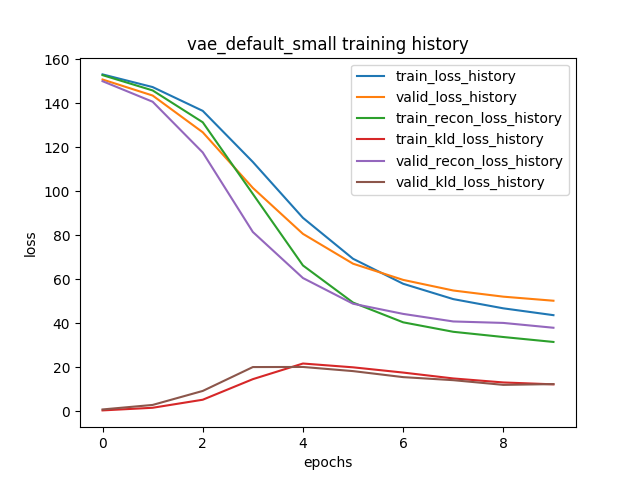 vae_default_small training history
160
140
120
100
80
60
40
20
0
loss
train_loss_history
valid_loss_history
train_recon_loss_history
train_kld_loss_history
valid_recon_loss_history
valid_kld_loss_history
0 2 4 6 8
epochs